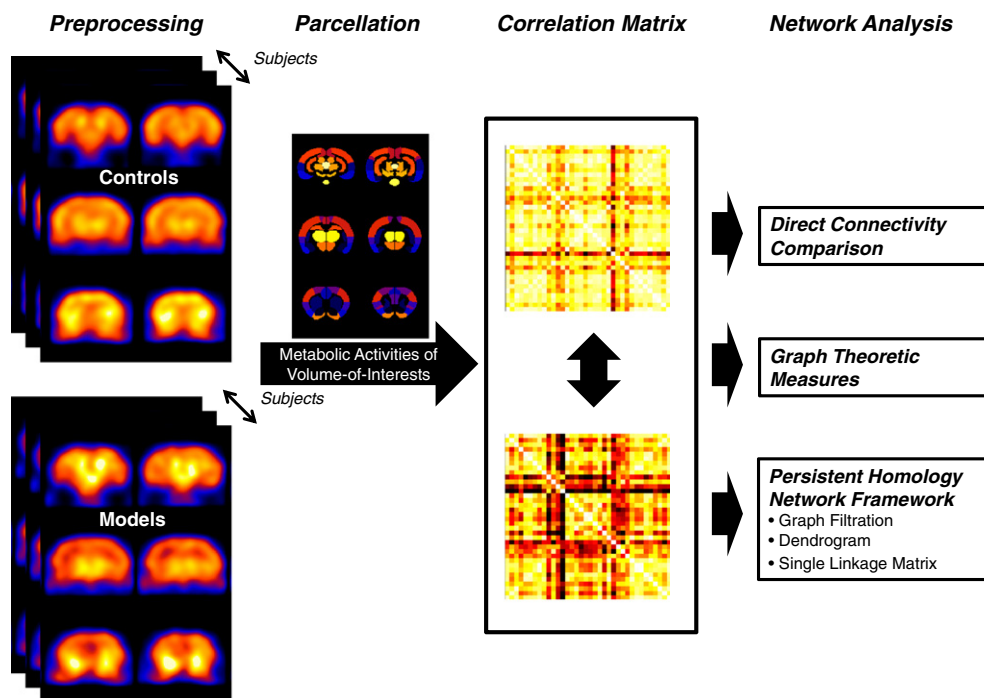 Preprocessing
Parcellation
Correlation Matrix
Network Analysis
Subjects
Controls
Metabolic Activities of
Volume-of-Interests
Subjects
Models
Direct Connectivity
Comparison
Graph Theoretic
Measures
Persistent Homology
Network Framework
• Graph Filtration
• Dendrogram
• Single Linkage Matrix